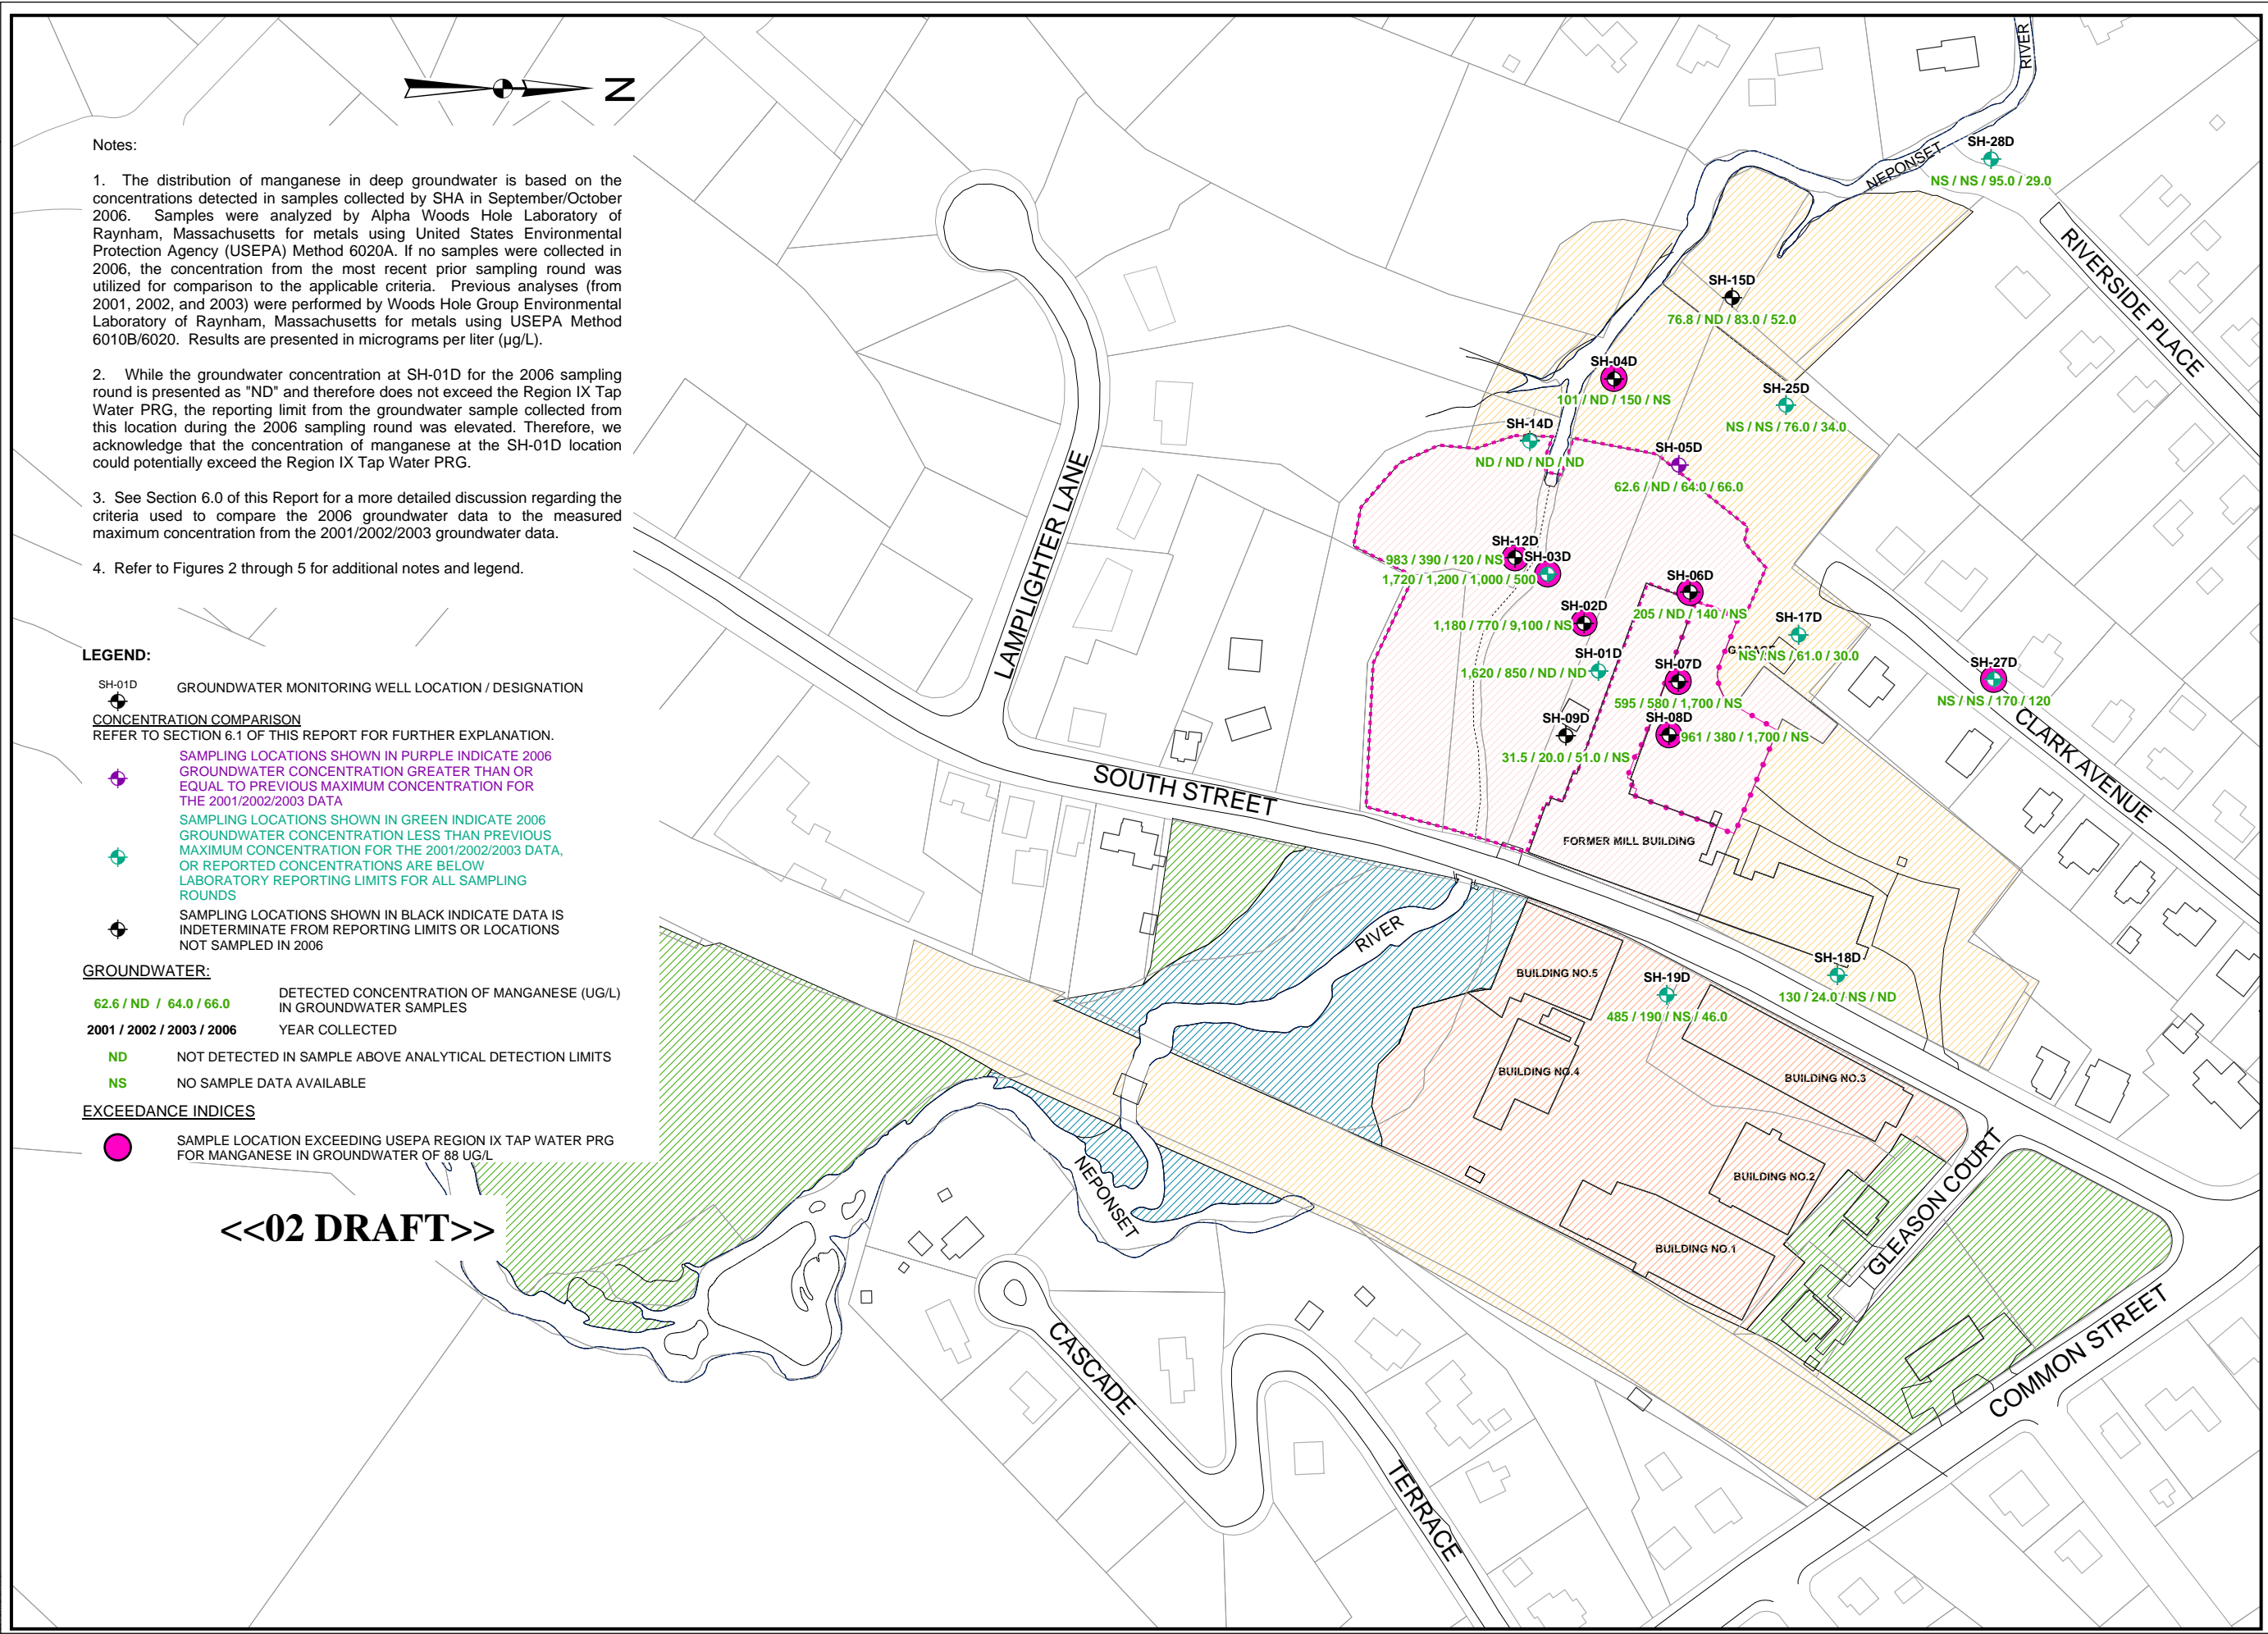 N
Notes:
1. The distribution of manganese in deep groundwater is based on the
concentrations detected in samples collected by SHA in September/October
2006. Samples were analyzed by Alpha Woods Hole Laboratory of
Raynham, Massachusetts for metals using United States Environmental
Protection Agency (USEPA) Method 6020A. If no samples were collected in
2006, the concentration from the most recent prior sampling round was
utilized for comparison to the applicable criteria. Previous analyses (from
2001, 2002, and 2003) were performed by Woods Hole Group Environmental
Laboratory of Raynham, Massachusetts for metals using USEPA Method
6010B/6020. Results are presented in micrograms per liter (µg/L).
2. While the groundwater concentration at SH-01D for the 2006 sampling
round is presented as "ND" and therefore does not exceed the Region IX Tap
Water PRG, the reporting limit from the groundwater sample collected from
this location during the 2006 sampling round was elevated. Therefore, we
acknowledge that the concentration of manganese at the SH-01D location
could potentially exceed the Region IX Tap Water PRG.
3. See Section 6.0 of this Report for a more detailed discussion regarding the
criteria used to compare the 2006 groundwater data to the measured
maximum concentration from the 2001/2002/2003 groundwater data.
4. Refer to Figures 2 through 5 for additional notes and legend.
LEGEND:
SH-01D
GROUNDWATER MONITORING WELL LOCATION / DESIGNATION
CONCENTRATION COMPARISON
REFER TO SECTION 6.1 OF THIS REPORT FOR FURTHER EXPLANATION.
SAMPLING LOCATIONS SHOWN IN PURPLE INDICATE 2006
GROUNDWATER CONCENTRATION GREATER THAN OR
EQUAL TO PREVIOUS MAXIMUM CONCENTRATION FOR
THE 2001/2002/2003 DATA
SAMPLING LOCATIONS SHOWN IN GREEN INDICATE 2006
GROUNDWATER CONCENTRATION LESS THAN PREVIOUS
MAXIMUM CONCENTRATION FOR THE 2001/2002/2003 DATA,
OR REPORTED CONCENTRATIONS ARE BELOW
LABORATORY REPORTING LIMITS FOR ALL SAMPLING
ROUNDS
SAMPLING LOCATIONS SHOWN IN BLACK INDICATE DATA IS
INDETERMINATE FROM REPORTING LIMITS OR LOCATIONS
NOT SAMPLED IN 2006
GROUNDWATER:
62.6 / ND / 64.0 / 66.0
DETECTED CONCENTRATION OF MANGANESE (UG/L)
IN GROUNDWATER SAMPLES
2001 / 2002 / 2003 / 2006
YEAR COLLECTED
ND
NOT DETECTED IN SAMPLE ABOVE ANALYTICAL DETECTION LIMITS
NS
NO SAMPLE DATA AVAILABLE
EXCEEDANCE INDICES
SAMPLE LOCATION EXCEEDING USEPA REGION IX TAP WATER PRG
FOR MANGANESE IN GROUNDWATER OF 88 UG/L
<<02 DRAFT>>
RIVER
NEPONSET
SH-28D
NS / NS / 95.0 / 29.0
RIVERSIDE PLACE
SH-15D
76.8 / ND / 83.0 / 52.0
SH-04D
101 / ND / 150 / NS
SH-25D
NS / NS / 76.0 / 34.0
SH-14D
ND / ND / ND / ND
SH-05D
62.6 / ND / 64.0 / 66.0
LAMPLIGHTER LANE
SH-12D
983 / 390 / 120 / NS
SH-03D
1,720 / 1,200 / 1,000 / 500
SH-06D
205 / ND / 140 / NS
SH-02D
1,180 / 770 / 9,100 / NS
SH-17D
GARAGE
NS / NS / 61.0 / 30.0
SH-01D
1,620 / 850 / ND / ND
SH-07D
595 / 580 / 1,700 / NS
SH-27D
NS / NS / 170 / 120
SH-09D
31.5 / 20.0 / 51.0 / NS
SH-08D
961 / 380 / 1,700 / NS
CLARK AVENUE
SOUTH STREET
FORMER MILL BUILDING
RIVER
BUILDING NO.5
SH-19D
485 / 190 / NS / 46.0
SH-18D
130 / 24.0 / NS / ND
BUILDING NO.4
BUILDING NO.3
BUILDING NO.2
BUILDING NO.1
NEPONSET
GLEASON COURT
COMMON STREET
CASCADE
TERRACE